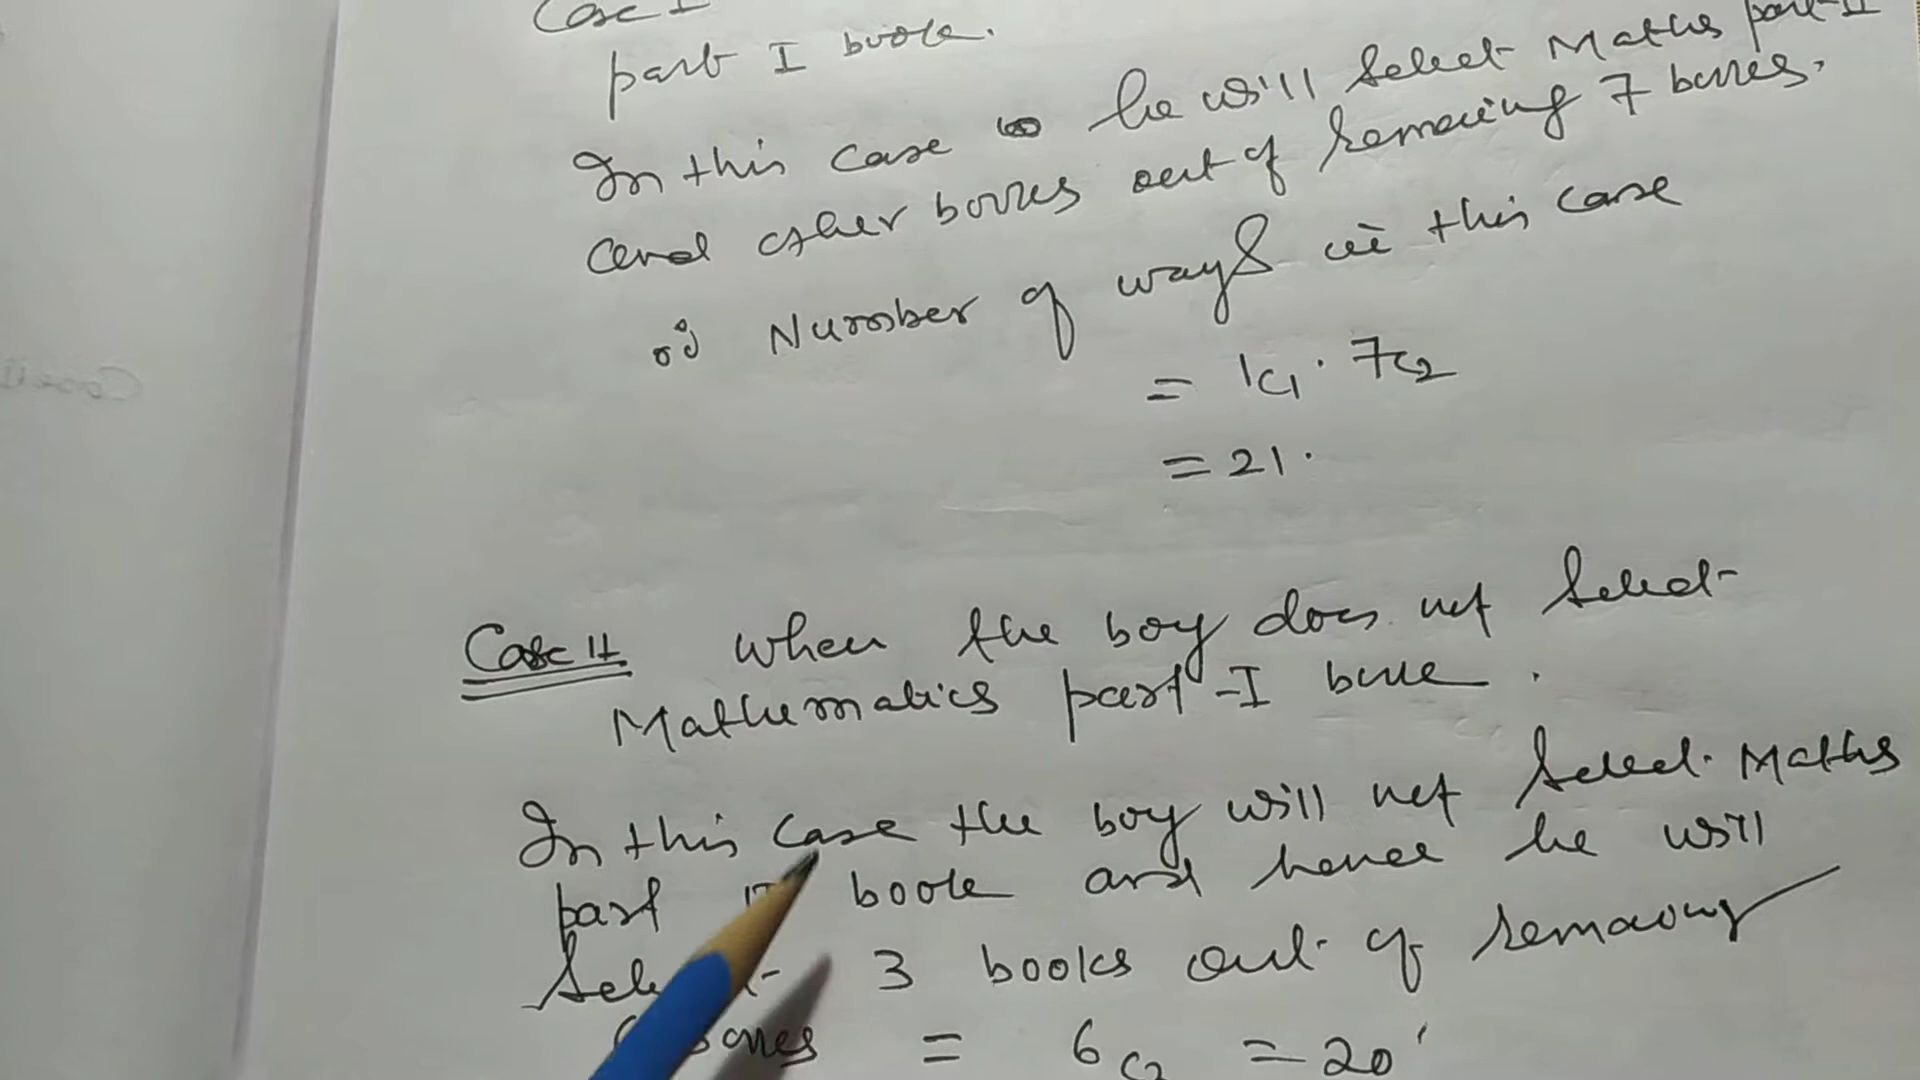 Case I
part I book.
In this case he will select Maths part-II
and other books out of remaining 7 books.
Number of ways in this case
= 1C1 . 7C2
= 21.
Case II When the boy does not select
Mathematics part-I book.
In this case the boy will not select Maths
part book and hence he will
3 books out of remaining
= 6C3 = 20